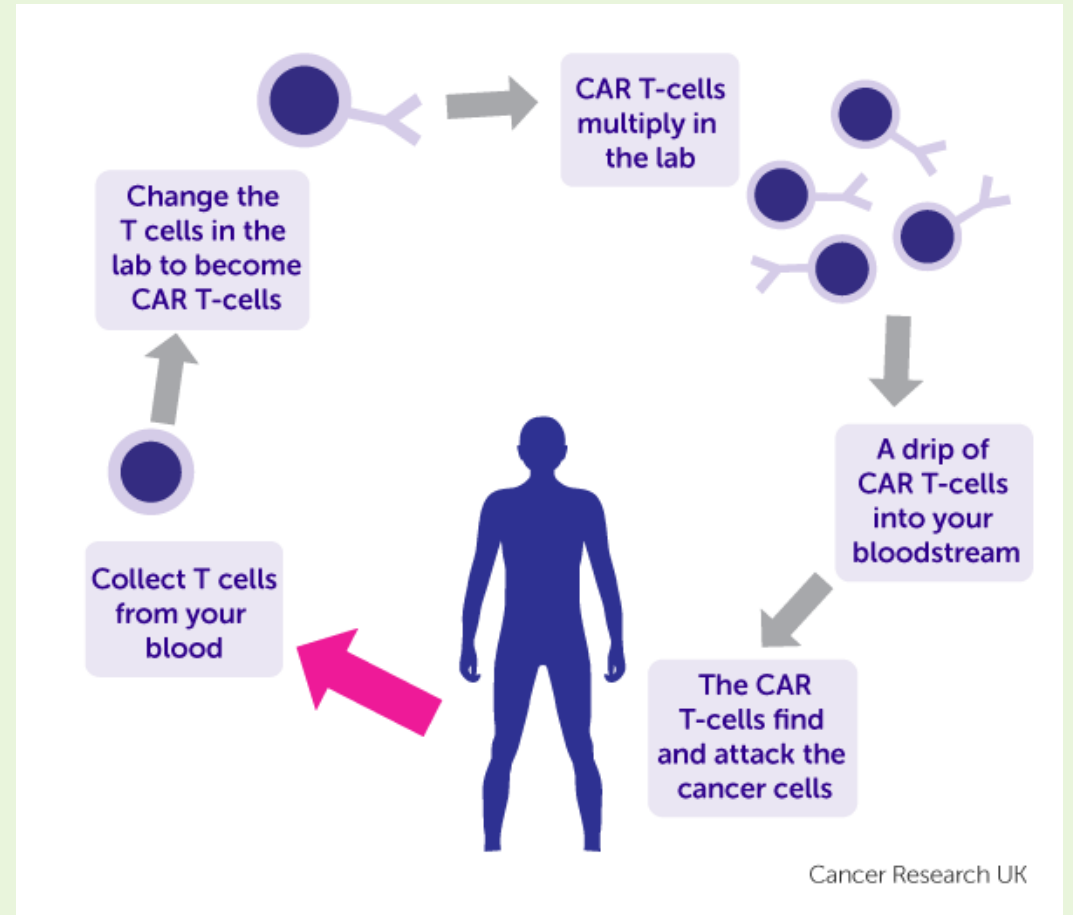 Collect T cells
from your
blood
Change the
T cells in the
lab to become
CAR T-cells
CAR T-cells
multiply in
the lab
A drip of
CAR T-cells
into your
bloodstream
The CAR
T-cells find
and attack the
cancer cells
Cancer Research UK